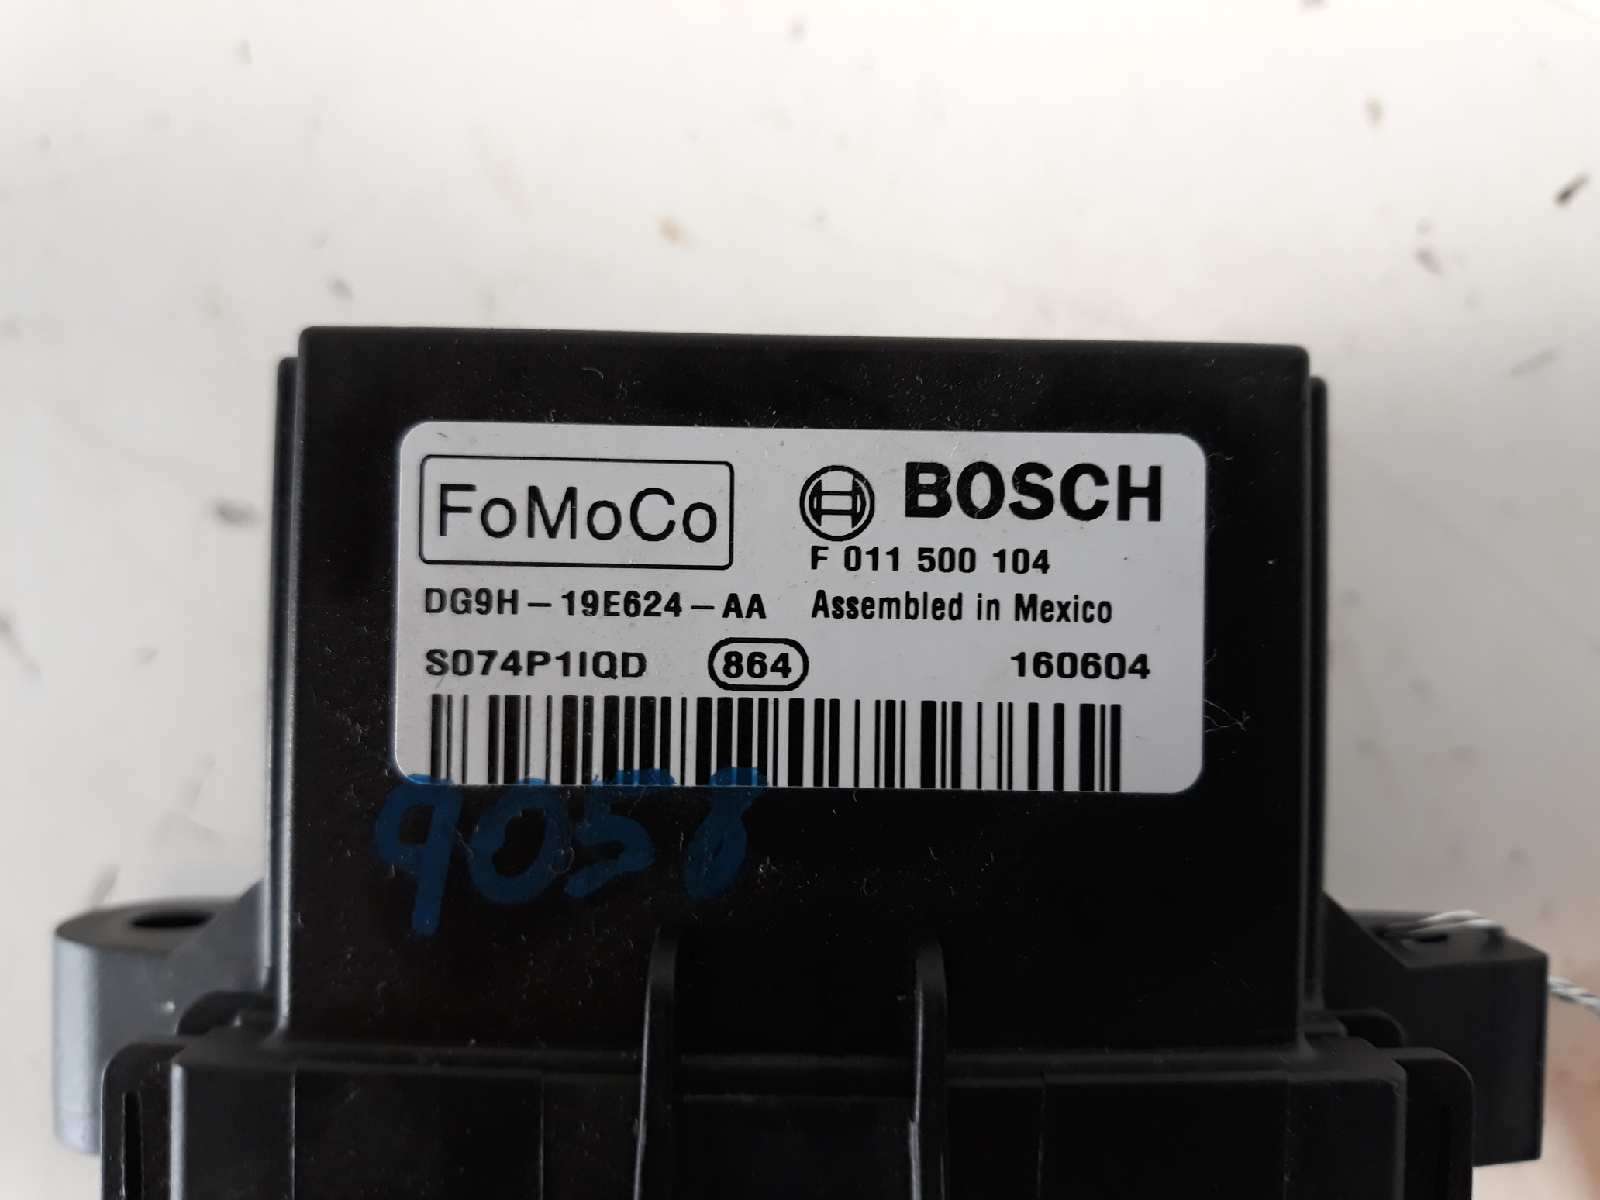 FoMoCo BOSCH
F 011 500 104
DG9H-19E624-AA Assembled in Mexico
S074P1IQD 864 160604
9058